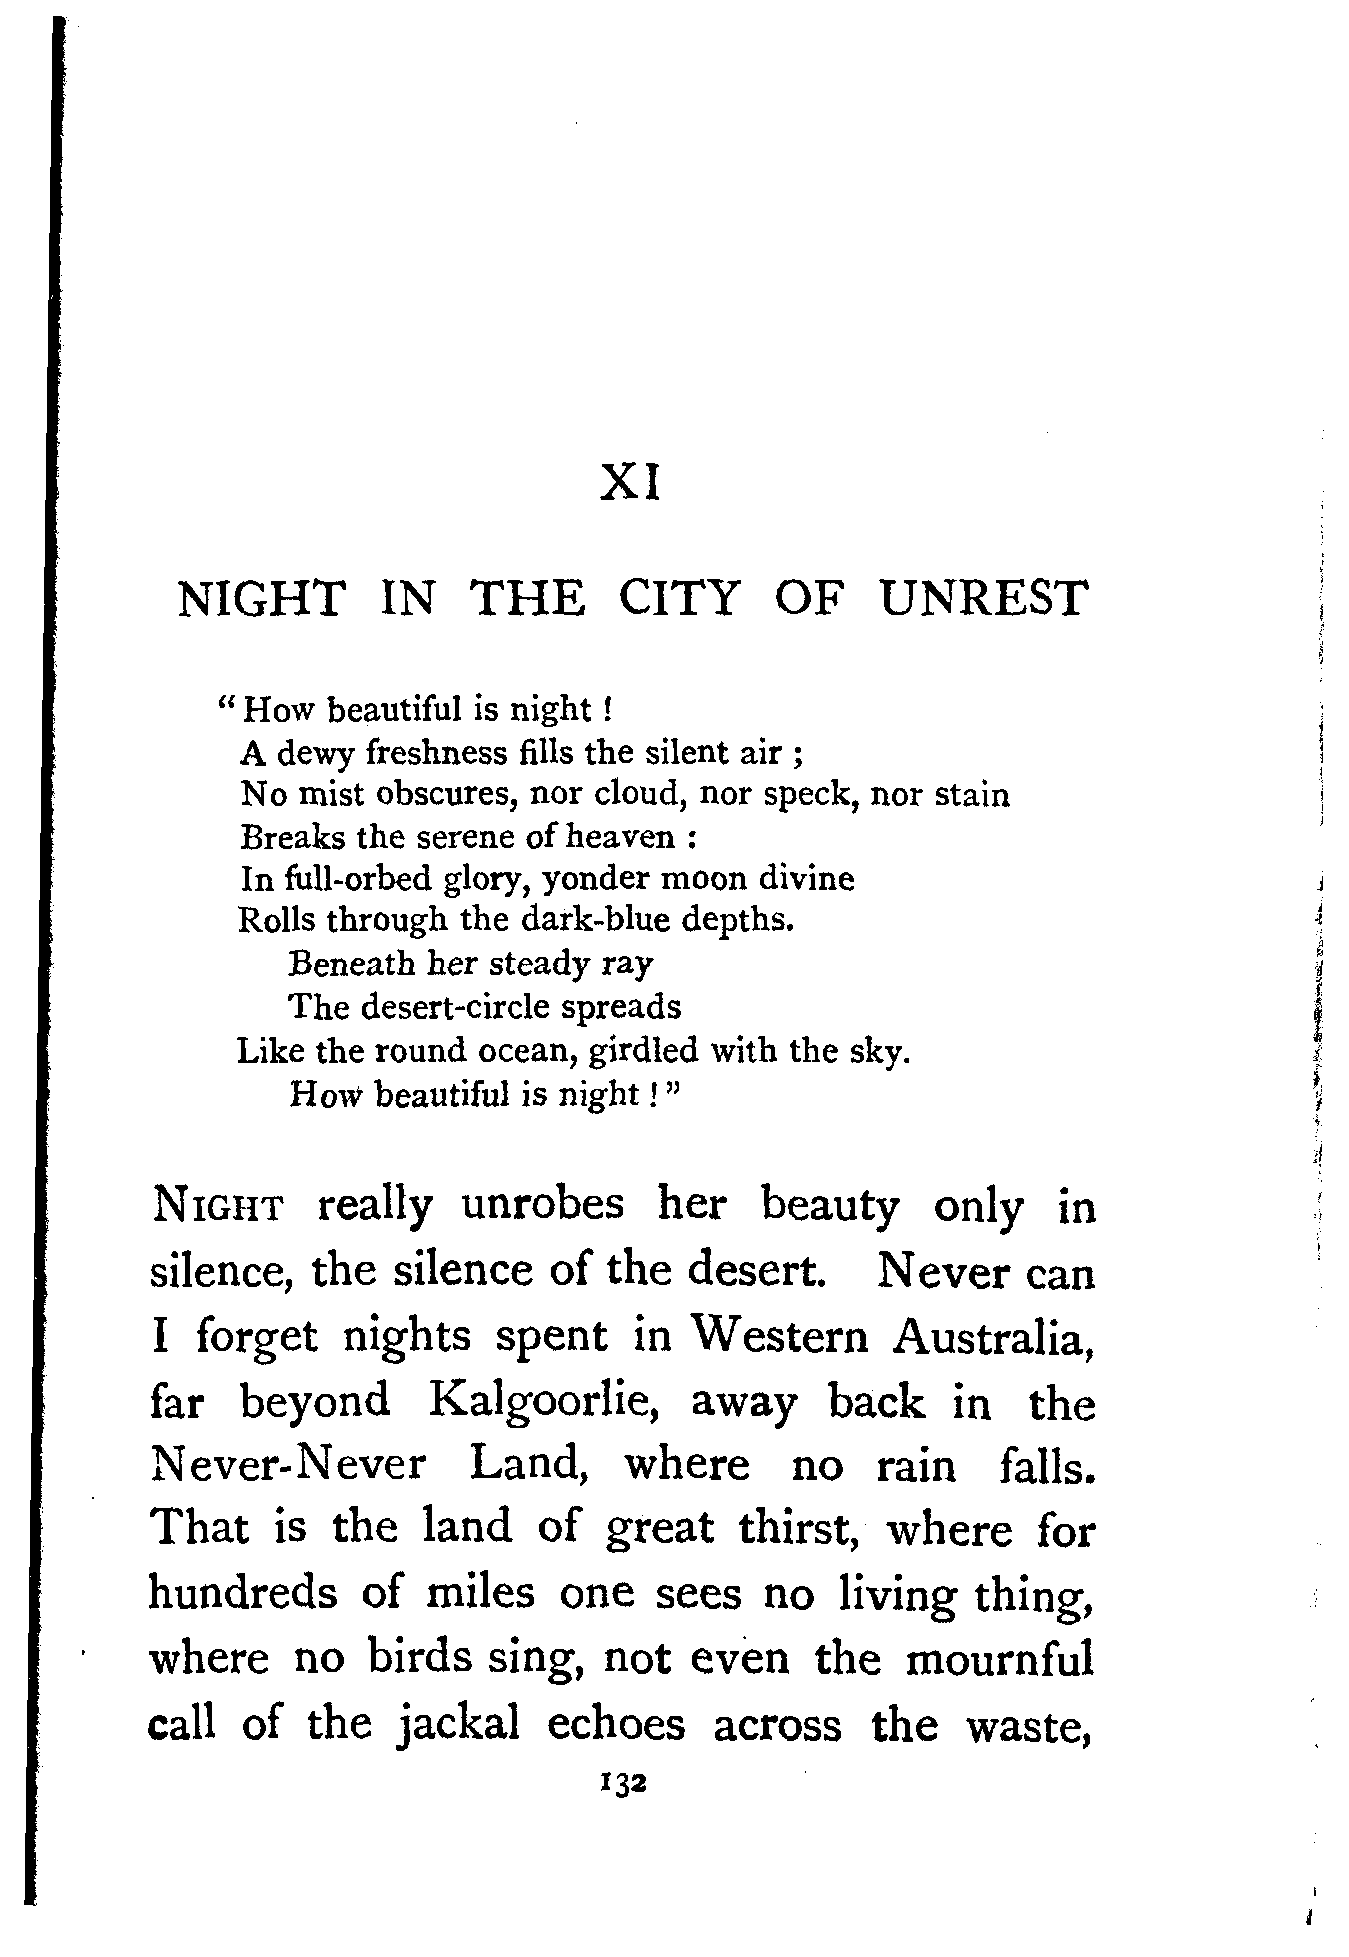 XI
NIGHT IN THE CITY OF UNREST
“How beautiful is night!
A dewy freshness fills the silent air;
No mist obscures, nor cloud, nor speck, nor stain
Breaks the serene of heaven:
In full-orbed glory, yonder moon divine
Rolls through the dark-blue depths.
Beneath her steady ray
The desert-circle spreads
Like the round ocean, girdled with the sky.
How beautiful is night!”
NIGHT really unrobes her beauty only in
silence, the silence of the desert. Never can
I forget nights spent in Western Australia,
far beyond Kalgoorlie, away back in the
Never-Never Land, where no rain falls.
That is the land of great thirst, where for
hundreds of miles one sees no living thing,
where no birds sing, not even the mournful
call of the jackal echoes across the waste,
132